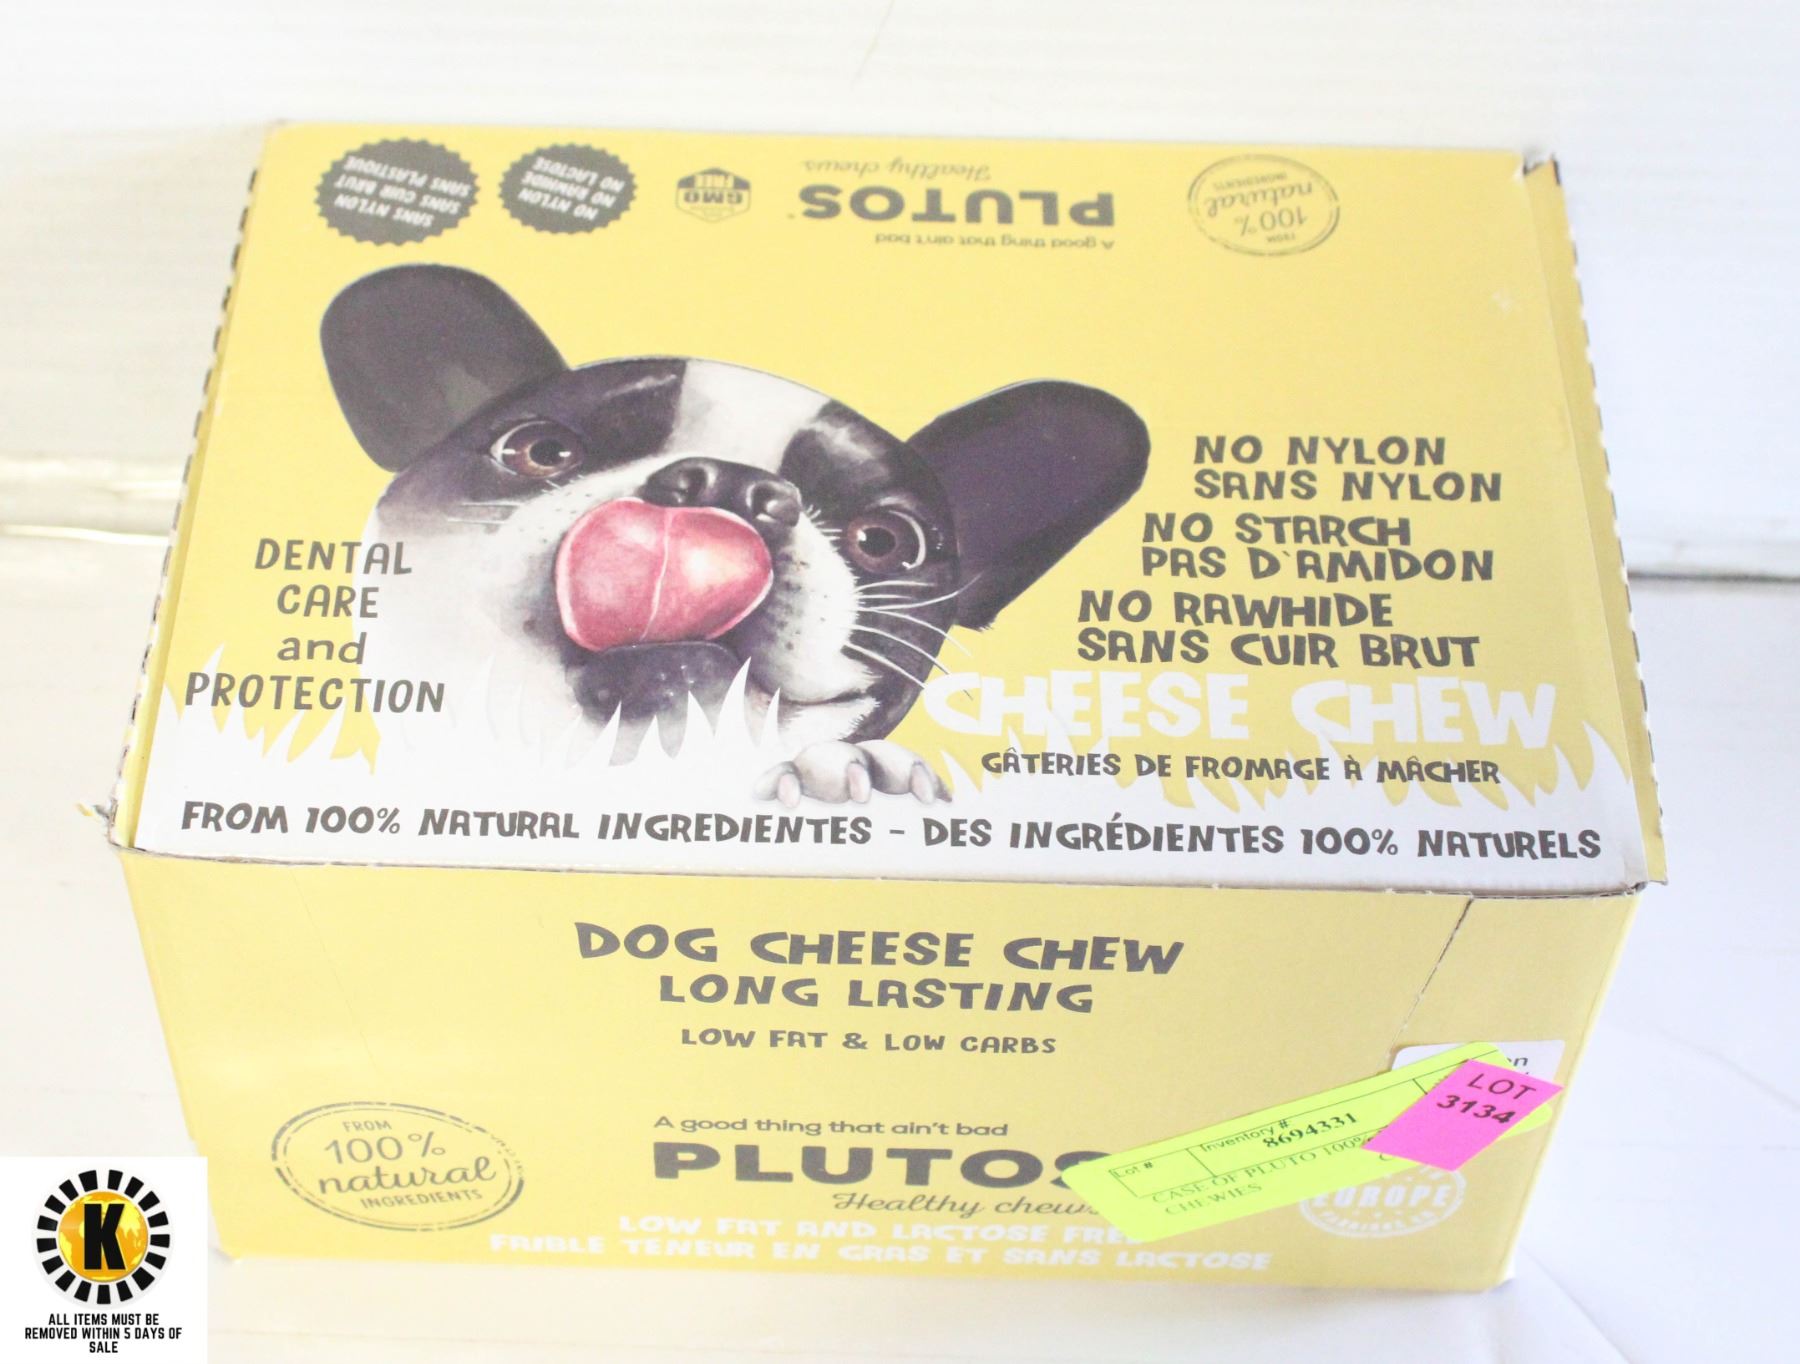 SANS NYLON
SANS CUIR BRUT
SANS PLASTIQUE
NO NYLON
NO RAWHIDE
NO LACTOSE
GMO
FREE
A good thing that ain't bad
PLUTOS
Healthy chews
FROM
100%
natural
INGREDIENTS
NO NYLON
SANS NYLON
NO STARCH
PAS D'AMIDON
NO RAWHIDE
SANS CUIR BRUT
DENTAL
CARE
and
PROTECTION
CHEESE CHEW
GÂTERIES DE FROMAGE À MÂCHER
FROM 100% NATURAL INGREDIENTES - DES INGRÉDIENTES 100% NATURELS
DOG CHEESE CHEW
LONG LASTING
LOW FAT & LOW CARBS
FROM
100%
natural
INGREDIENTS
A good thing that ain't bad
PLUTOS
Healthy chews
LOW FAT AND LACTOSE FREE
FAIBLE TENEUR EN GRAS ET SANS LACTOSE
LOT
3134
Lot #
Inventory #:
8694331
CASE OF PLUTO 100%
CHEWIES
EUROPE
K
ALL ITEMS MUST BE
REMOVED WITHIN 5 DAYS OF
SALE